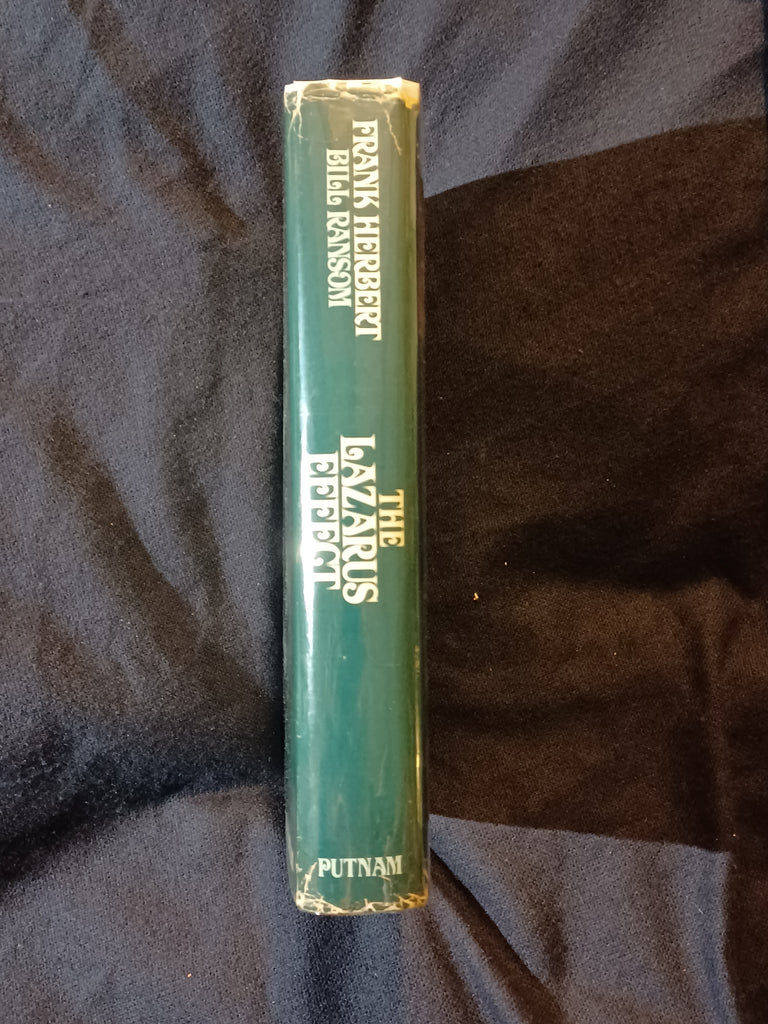 FRANK HERBERT
BILL RANSOM
THE
LAZARUS
EFFECT
PUTNAM